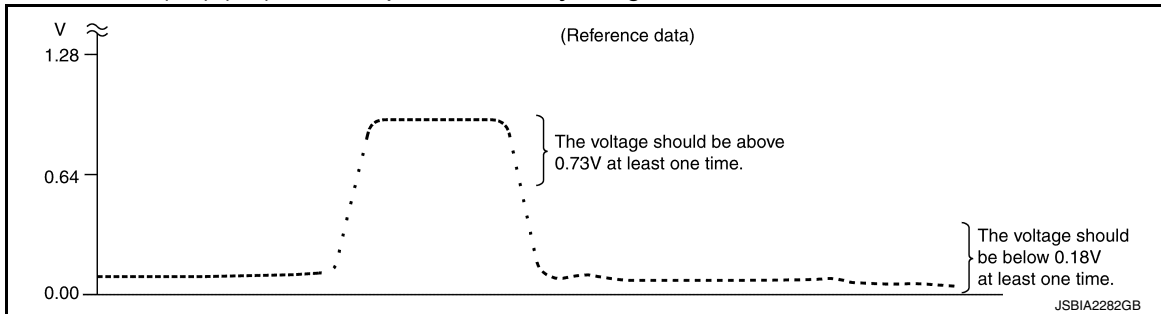 V
(Reference data)
1.28
The voltage should be above
0.73V at least one time.
0.64
The voltage should
be below 0.18V
at least one time.
0.00
JSBIA2282GB